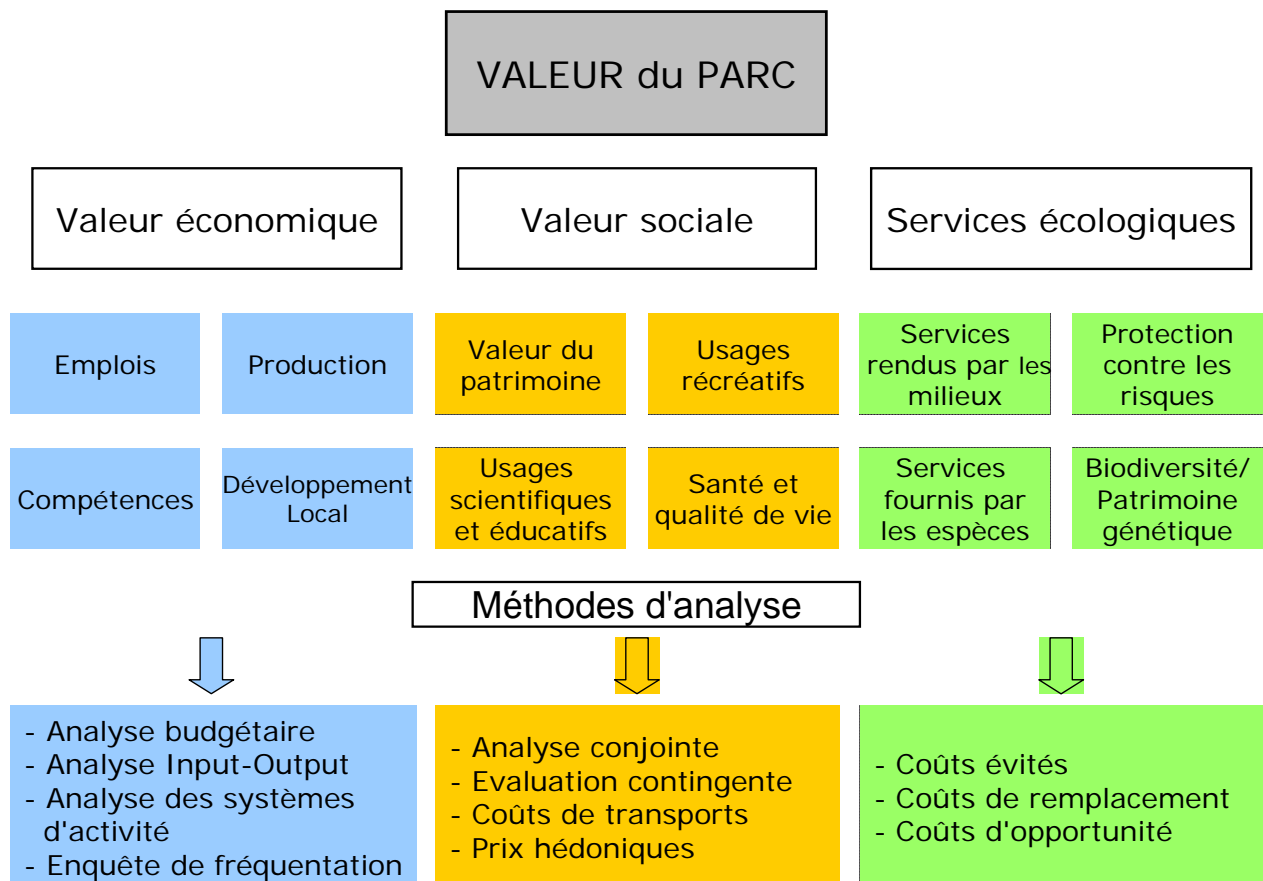 VALEUR du PARC
Valeur économique
Valeur sociale
Services écologiques
Emplois
Production
Valeur du
patrimoine
Usages
récréatifs
Services
rendus par les
milieux
Protection
contre les
risques
Compétences
Développement
Local
Usages
scientifiques
et éducatifs
Santé et
qualité de vie
Services
fournis par
les espèces
Biodiversité/
Patrimoine
génétique
Méthodes d'analyse
- Analyse budgétaire
- Analyse Input-Output
- Analyse des systèmes
d'activité
- Enquête de fréquentation
- Analyse conjointe
- Evaluation contingente
- Coûts de transports
- Prix hédoniques
- Coûts évités
- Coûts de remplacement
- Coûts d'opportunité